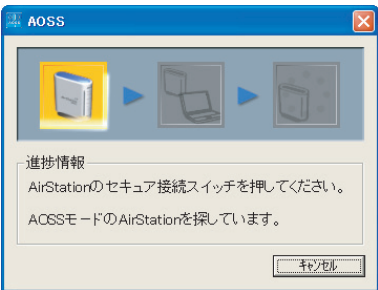 AOSS
進捗情報
AirStationのセキュア接続スイッチを押してください。
AOSSモードのAirStationを探しています。
キャンセル